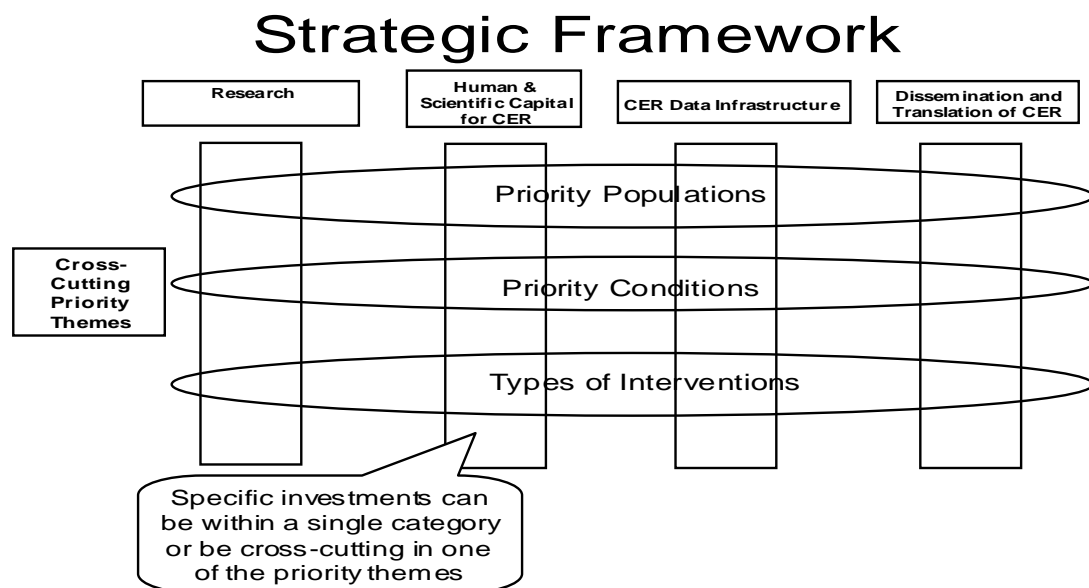 Strategic Framework
Research
Human &
Scientific Capital
for CER
CER Data Infrastructure
Dissemination and
Translation of CER
Priority Populations
Cross-
Cutting
Priority
Themes
Priority Conditions
Types of Interventions
Specific investments can
be within a single category
or be cross-cutting in one
of the priority themes